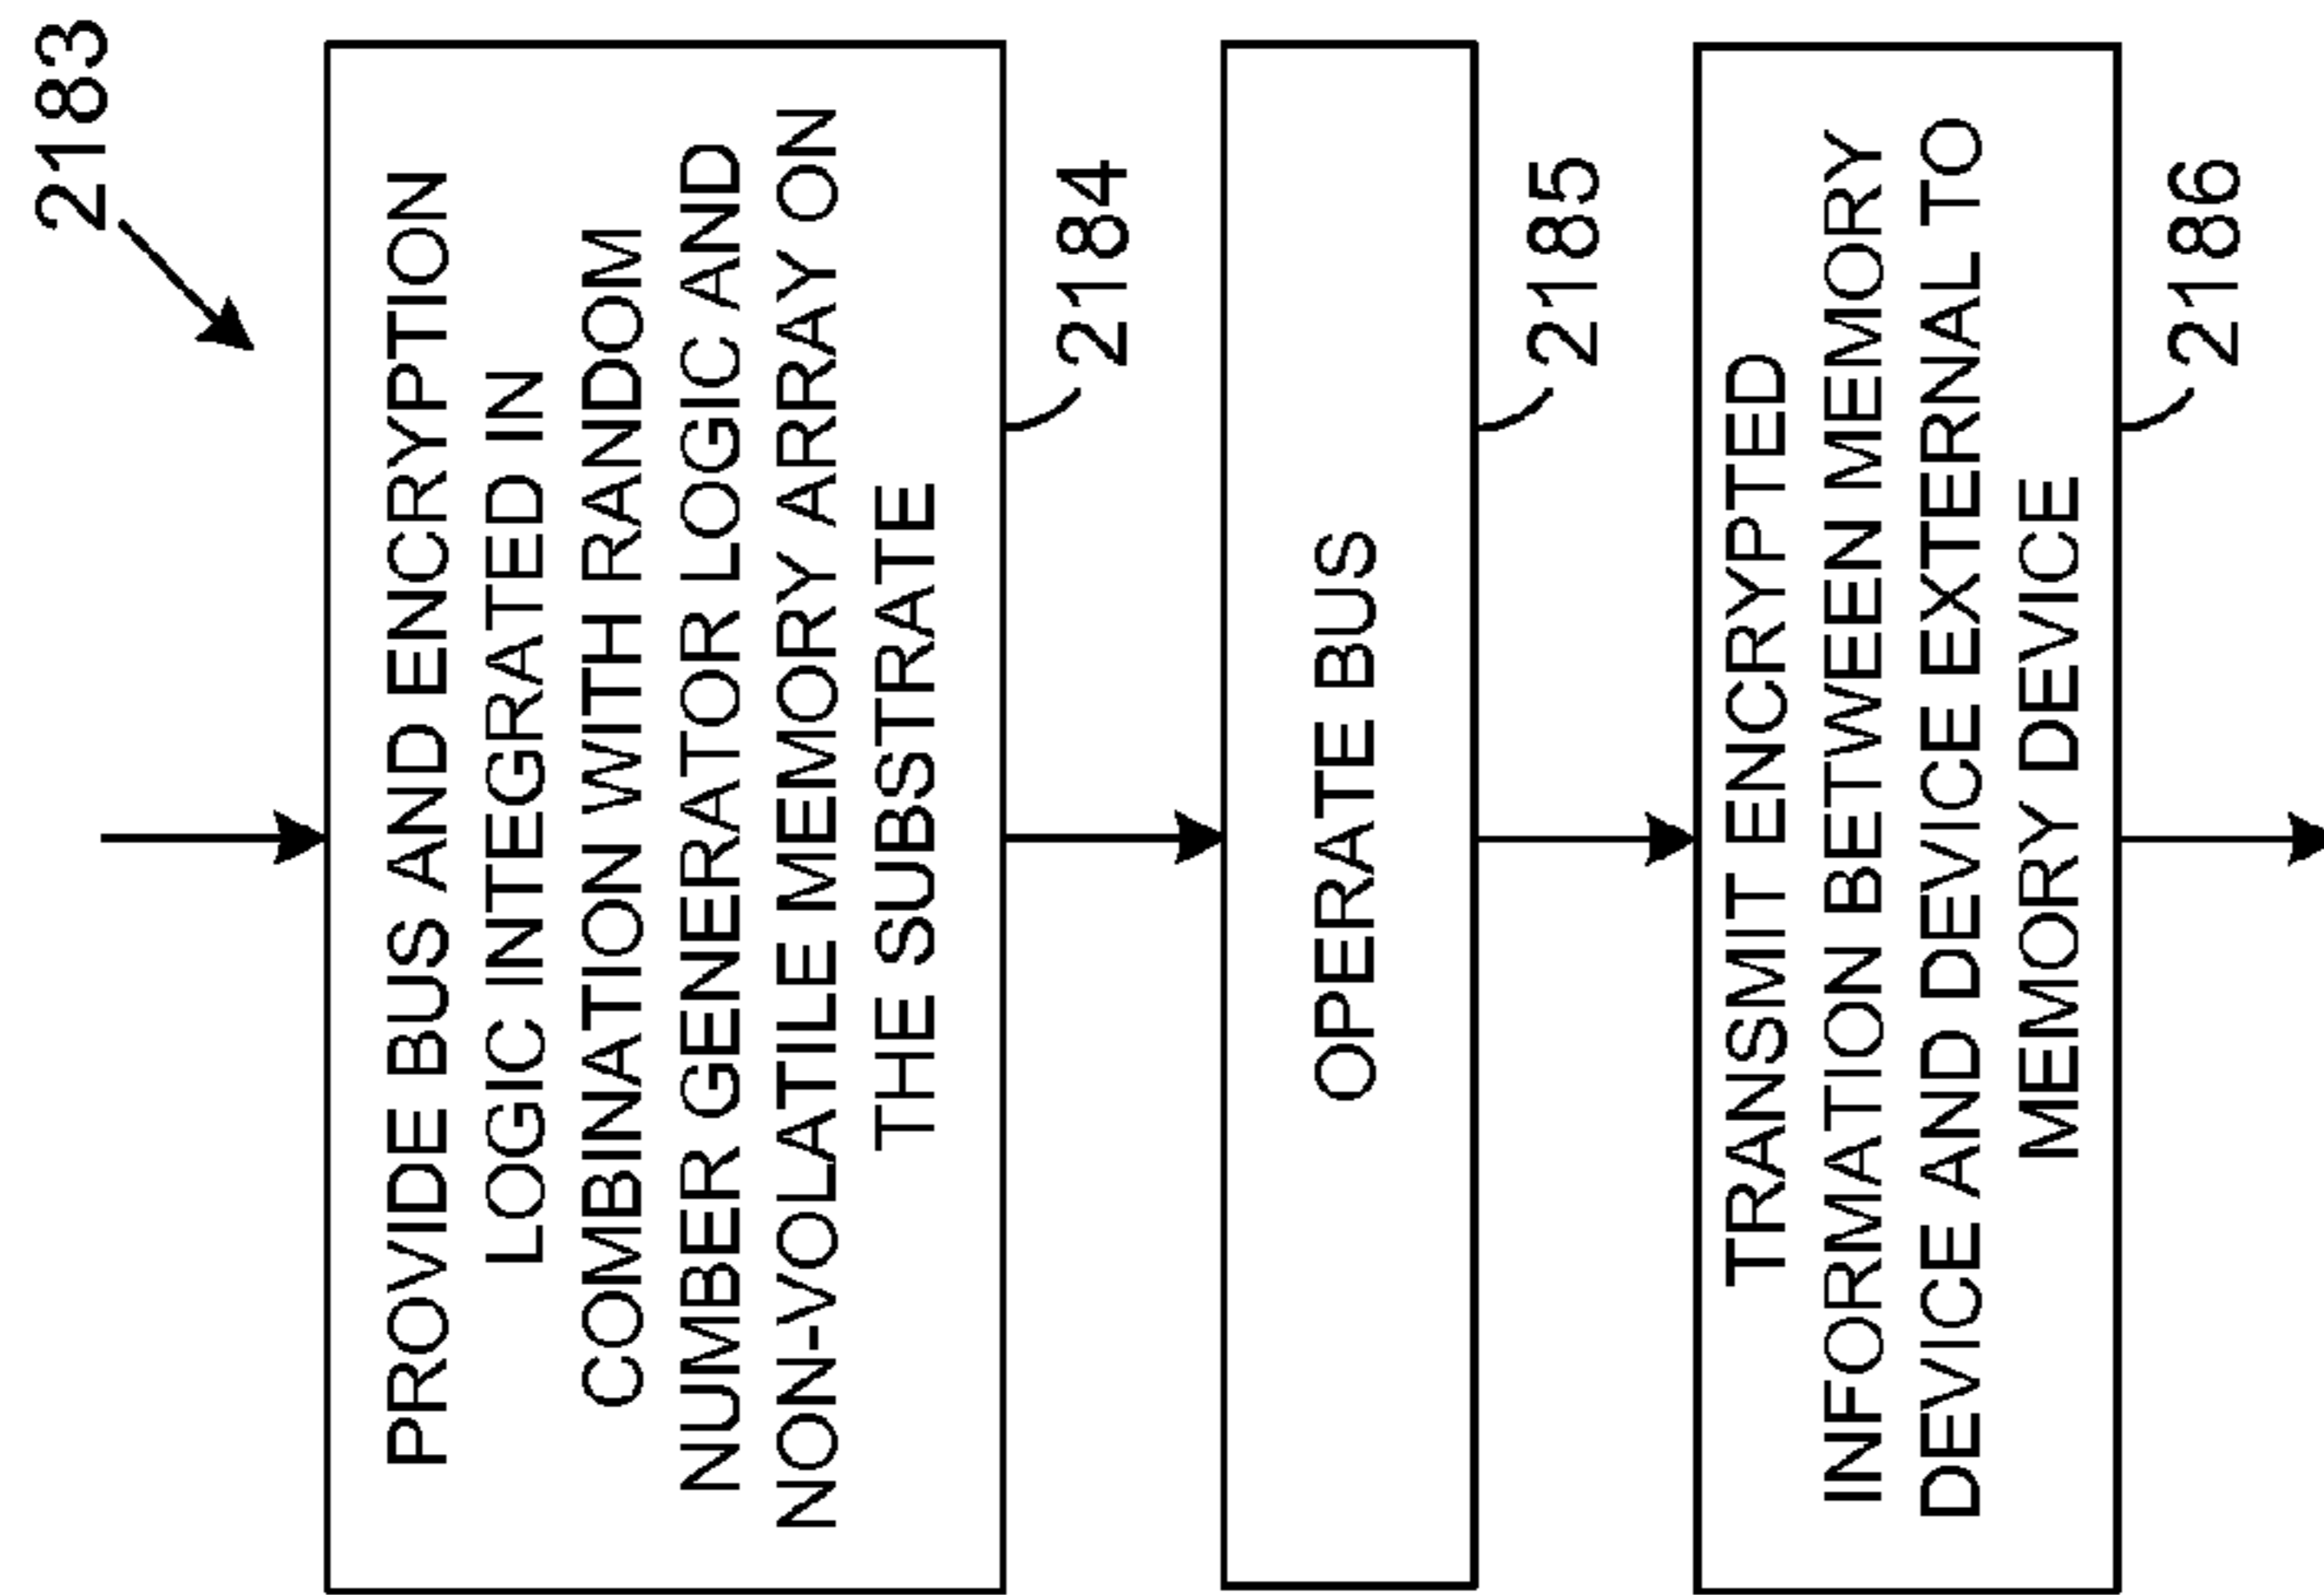 2183
PROVIDE BUS AND ENCRYPTION
LOGIC INTEGRATED IN
COMBINATION WITH RANDOM
NUMBER GENERATOR LOGIC AND
NON-VOLATILE MEMORY ARRAY ON
THE SUBSTRATE
2184
OPERATE BUS
2185
TRANSMIT ENCRYPTED
INFORMATION BETWEEN MEMORY
DEVICE AND DEVICE EXTERNAL TO
MEMORY DEVICE
2186